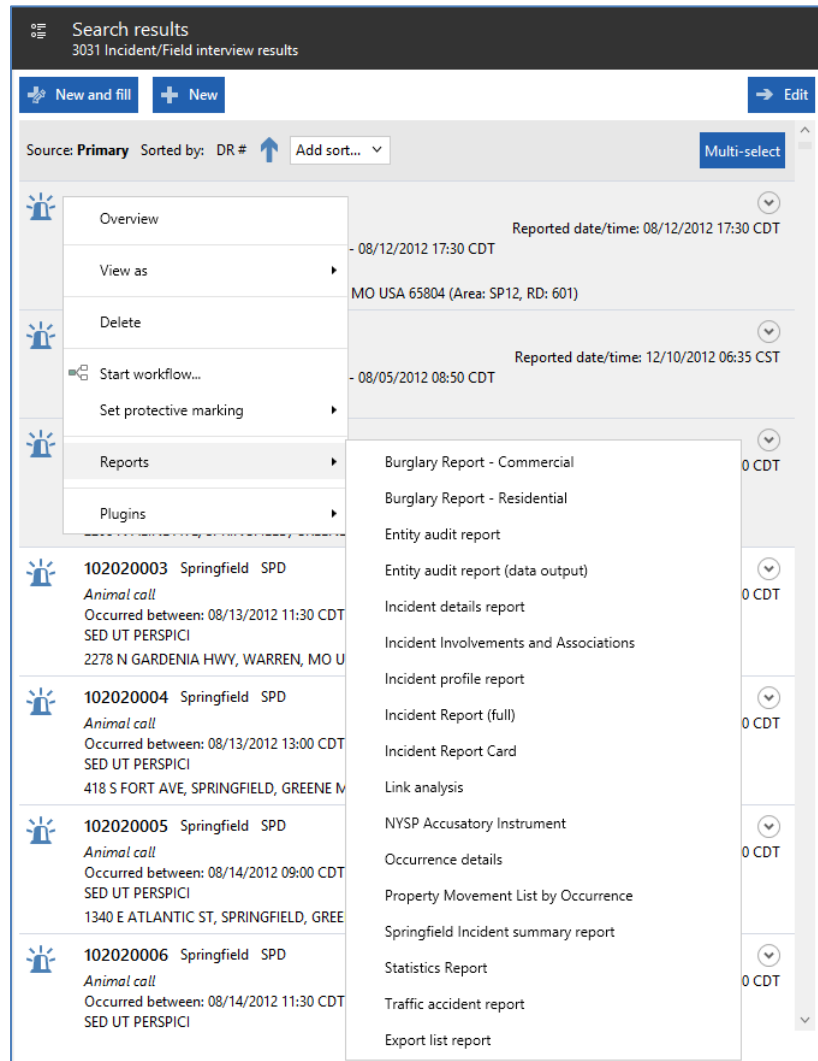 Search results
3031 Incident/Field interview results
New and fill
New
Edit
Source: Primary Sorted by: DR # Add sort...
Multi-select
Reported date/time: 08/12/2012 17:30 CDT
- 08/12/2012 17:30 CDT
MO USA 65804 (Area: SP12, RD: 601)
Reported date/time: 12/10/2012 06:35 CST
- 08/05/2012 08:50 CDT
0 CDT
Overview
View as
Delete
Start workflow...
Set protective marking
Reports
Plugins
Burglary Report - Commercial
Burglary Report - Residential
Entity audit report
Entity audit report (data output)
Incident details report
Incident Involvements and Associations
Incident profile report
Incident Report (full)
Incident Report Card
Link analysis
NYSP Accusatory Instrument
Occurrence details
Property Movement List by Occurrence
Springfield Incident summary report
Statistics Report
Traffic accident report
Export list report
102020003 Springfield SPD
Animal call
Occurred between: 08/13/2012 11:30 CDT
0 CDT
SED UT PERSPICI
2278 N GARDENIA HWY, WARREN, MO U
102020004 Springfield SPD
Animal call
Occurred between: 08/13/2012 13:00 CDT
0 CDT
SED UT PERSPICI
418 S FORT AVE, SPRINGFIELD, GREENE M
102020005 Springfield SPD
Animal call
Occurred between: 08/14/2012 09:00 CDT
0 CDT
SED UT PERSPICI
1340 E ATLANTIC ST, SPRINGFIELD, GREE
102020006 Springfield SPD
Animal call
Occurred between: 08/14/2012 11:30 CDT
0 CDT
SED UT PERSPICI